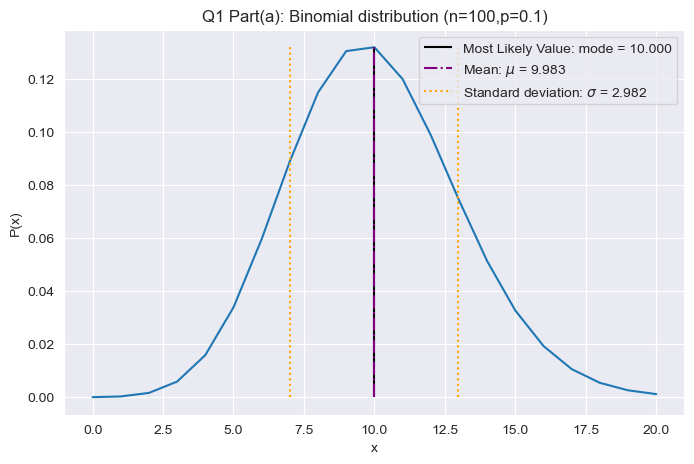 Q1 Part(a): Binomial distribution (n=100,p=0.1)
Most Likely Value: mode = 10.000
Mean: μ = 9.983
Standard deviation: σ = 2.982
P(x)
0.12
0.10
0.08
0.06
0.04
0.02
0.00
0.0 2.5 5.0 7.5 10.0 12.5 15.0 17.5 20.0
x